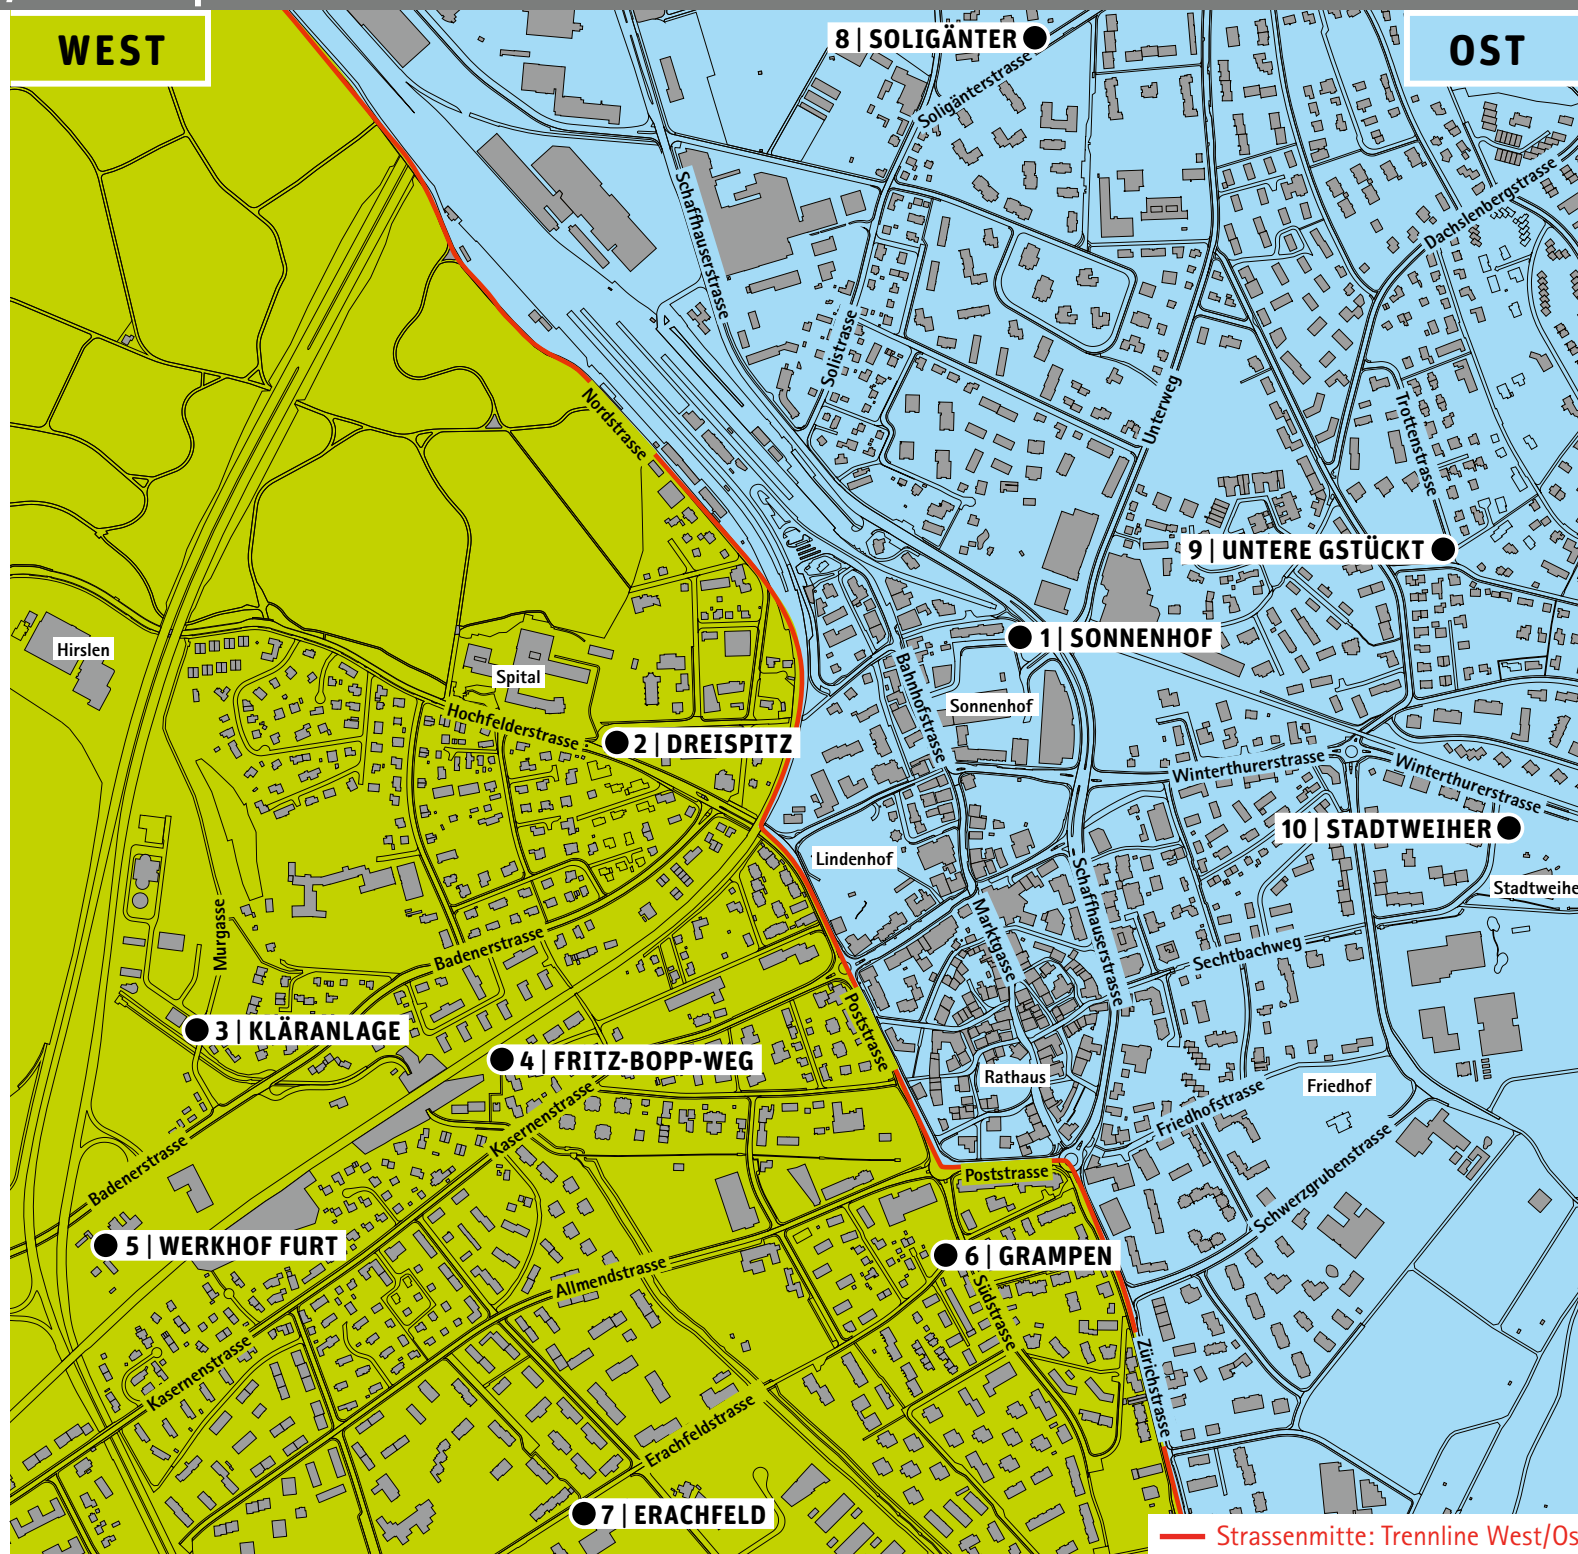 WEST
OST
8 | SOLIGÄNTER
Soligänterstrasse
Schaffhauserstrasse
Dachslenbergstrasse
Solistrasse
Unterweg
Trottenstrasse
Nordstrasse
9 | UNTERE GSTÜCKT
Hirslen
Spital
1 | SONNENHOF
Bahnhofstrasse
Sonnenhof
Hochfelderstrasse
2 | DREISPITZ
Winterthurerstrasse
Winterthurerstrasse
10 | STADTWEIHER
Lindenhof
Stadtweihe
Schaffhauserstrasse
Marktgasse
Murgasse
Badenerstrasse
Sechtbachweg
3 | KLÄRANLAGE
Poststrasse
4 | FRITZ-BOPP-WEG
Rathaus
Friedhof
Kasernenstrasse
Friedhofstrasse
Badenerstrasse
Poststrasse
Schwerzgrubenstrasse
5 | WERKHOF FURT
6 | GRAMPEN
Allmendstrasse
Südstrasse
Kasernenstrasse
Zürichstrasse
Erachfeldstrasse
7 | ERACHFELD
Strassenmitte: Trennline West/Os